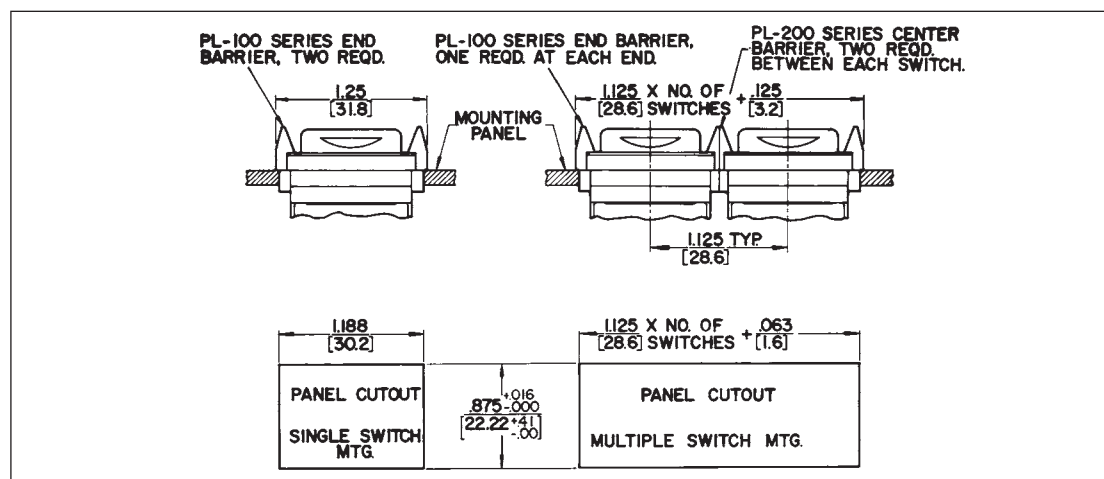 PL-100 SERIES END
BARRIER, TWO REQD.
PL-100 SERIES END BARRIER,
ONE REQD. AT EACH END.
PL-200 SERIES CENTER
BARRIER, TWO REQD.
BETWEEN EACH SWITCH.
1.25
[31.8]
1.125 X NO. OF + .125
[28.6] SWITCHES [3.2]
MOUNTING
PANEL
1.125 TYP.
[28.6]
1.188
[30.2]
1.125 X NO. OF + .063
[28.6] SWITCHES [1.6]
PANEL CUTOUT
SINGLE SWITCH
MTG.
.875 +.016 -.000
[22.22 +.41 -.00]
PANEL CUTOUT
MULTIPLE SWITCH MTG.